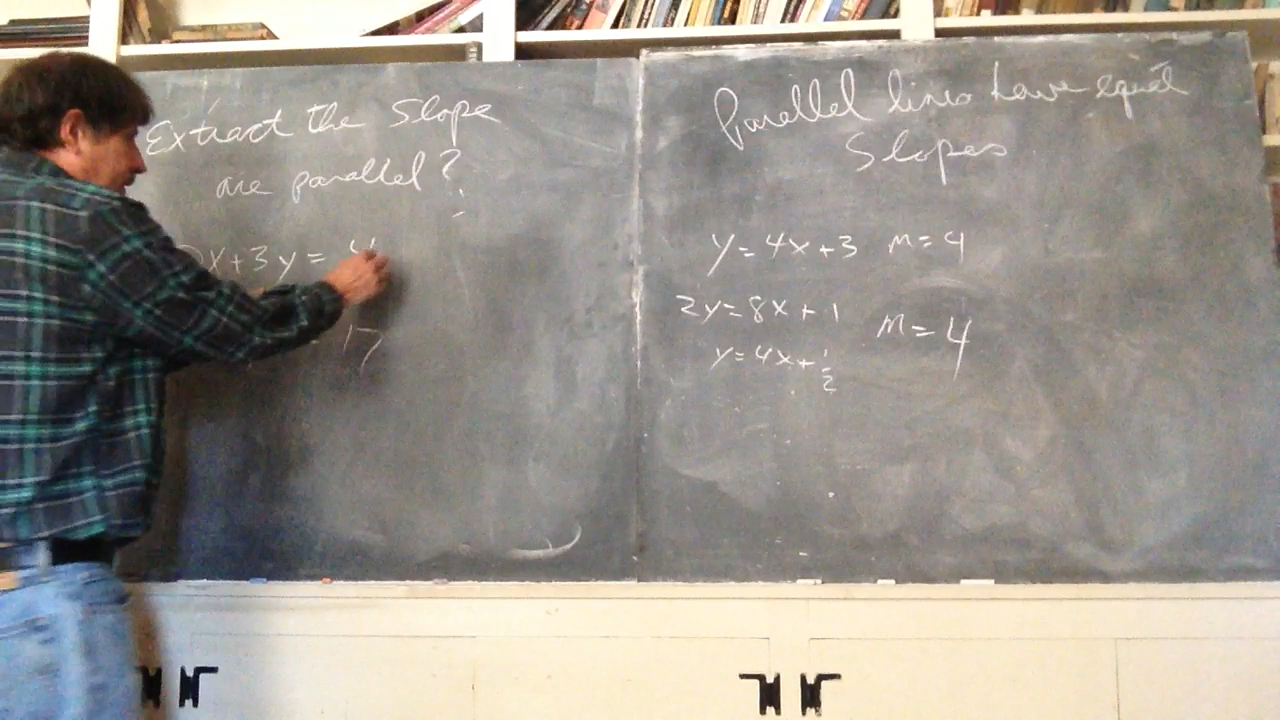 Extract the Slope
are parallel?
x+3y=
17
Parallel lines have equal
Slopes
y=4x+3 m=4
2y=8x+1
m=4
y=4x+1/2